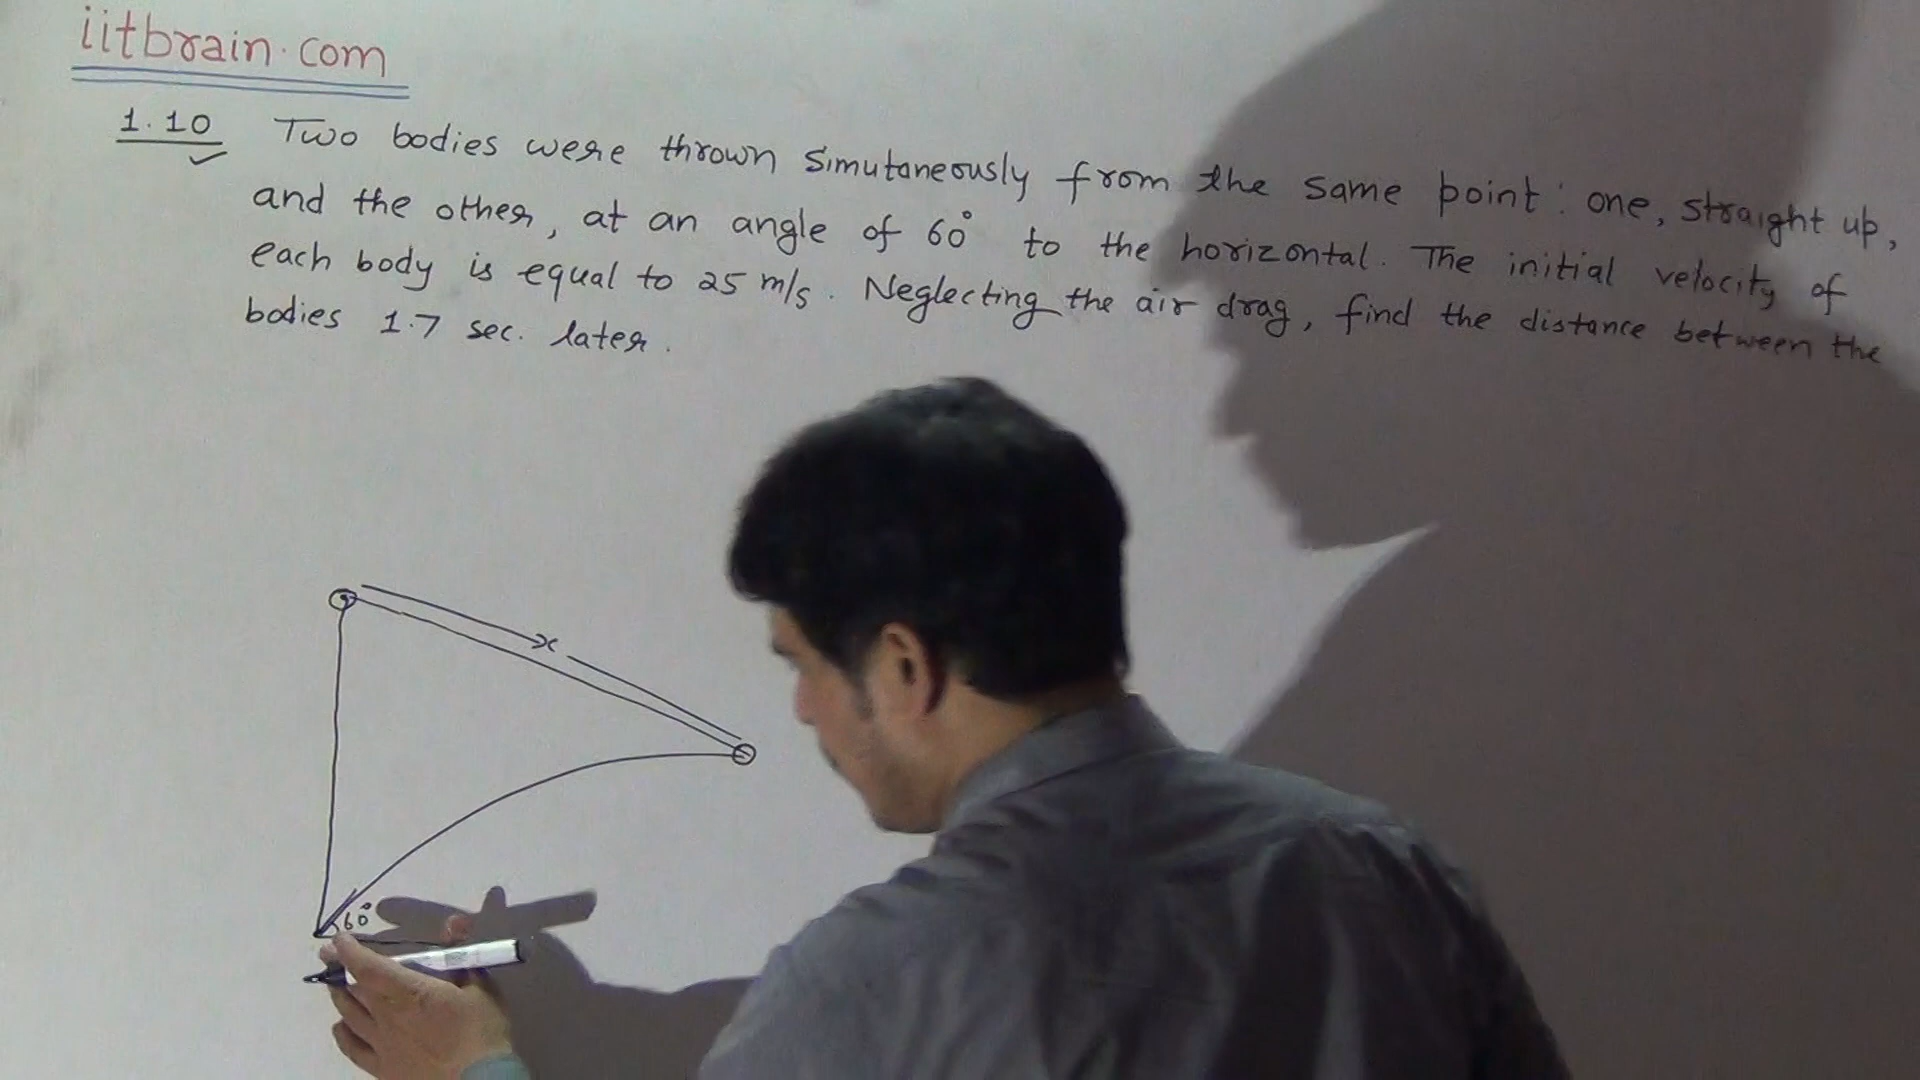 iitbrain.com
1.10 Two bodies were thrown simutaneously from the same point: one, straight up,
and the other, at an angle of 60° to the horizontal. The initial velocity of
each body is equal to 25 m/s. Neglecting the air drag, find the distance between the
bodies 1.7 sec. later.
x
60°